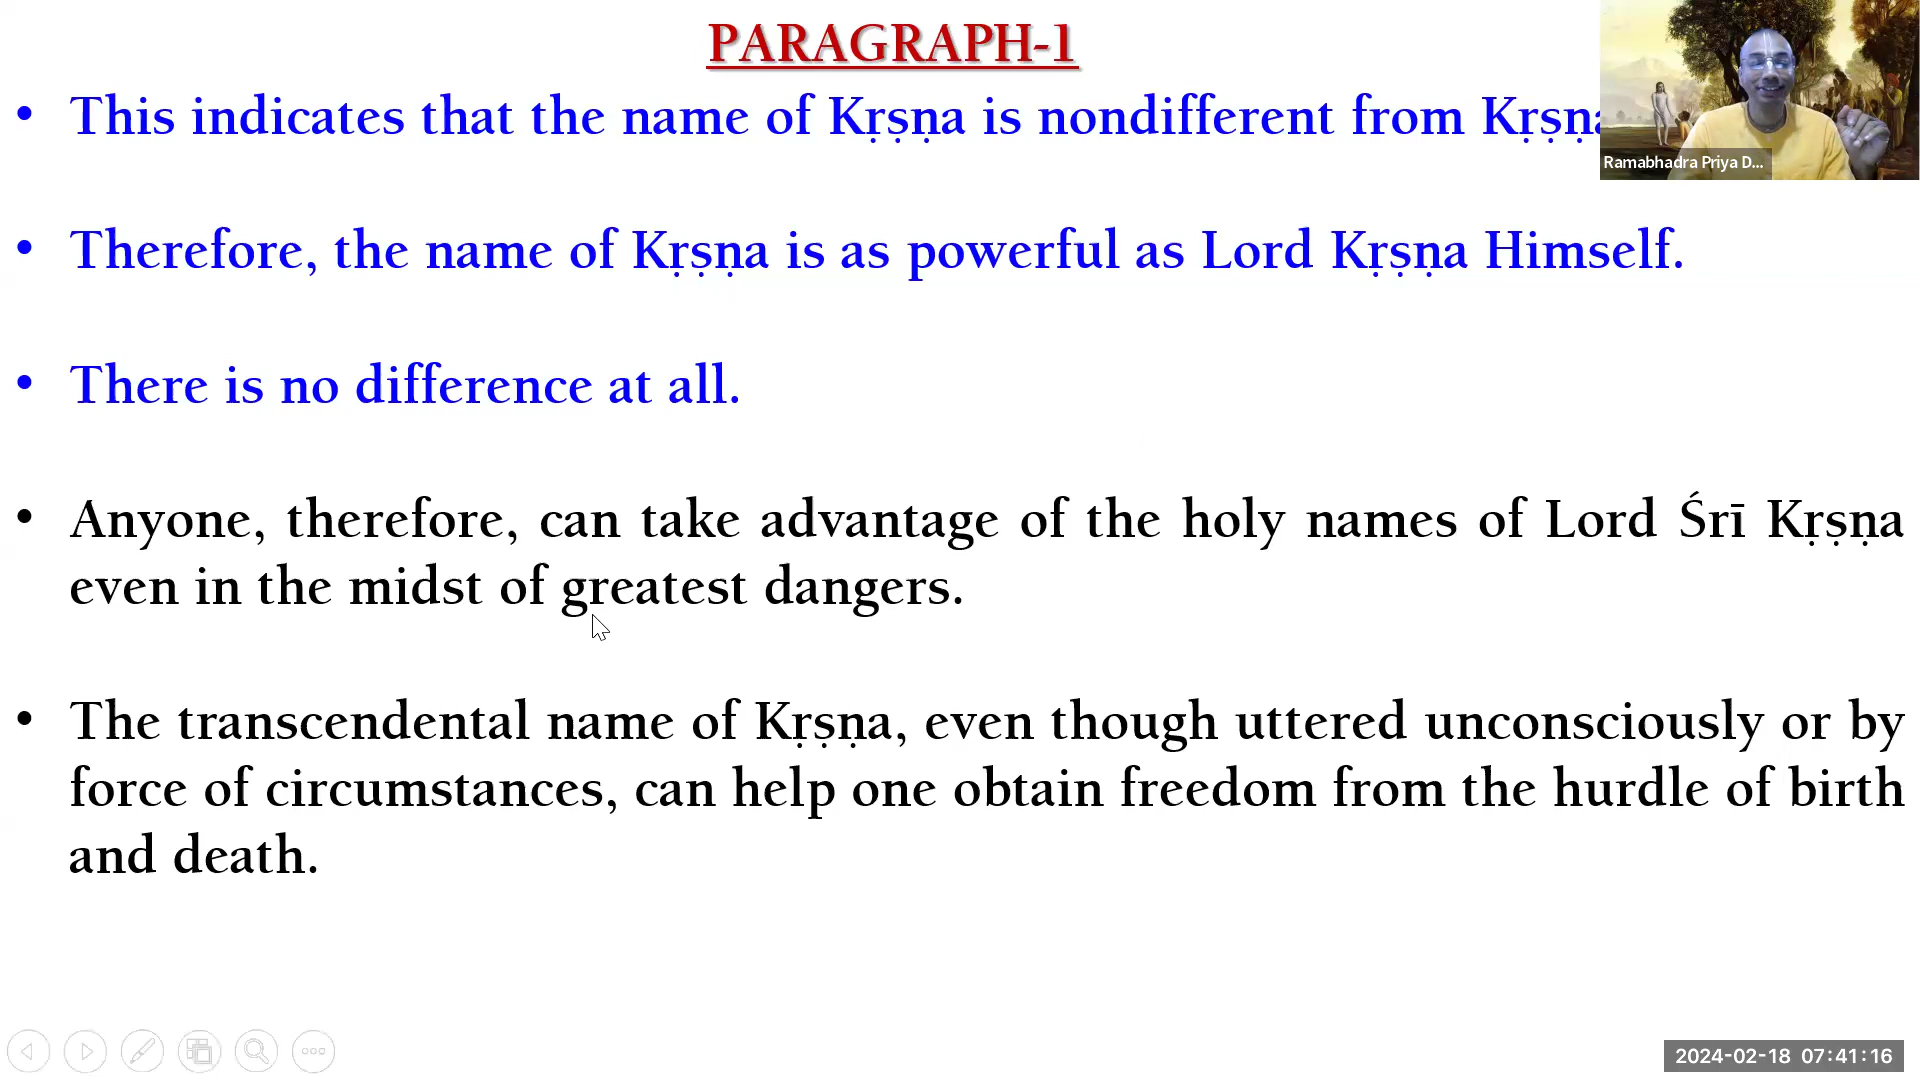 PARAGRAPH-1
• This indicates that the name of Kṛṣṇa is nondifferent from
Ramabhadra Priya D...
• Therefore, the name of Kṛṣṇa is as powerful as Lord Kṛṣṇa Himself.
• There is no difference at all.
• Anyone, therefore, can take advantage of the holy names of Lord Śrī Kṛṣṇa
even in the midst of greatest dangers.
• The transcendental name of Kṛṣṇa, even though uttered unconsciously or by
force of circumstances, can help one obtain freedom from the hurdle of birth
and death.
2024-02-18 07:41:16